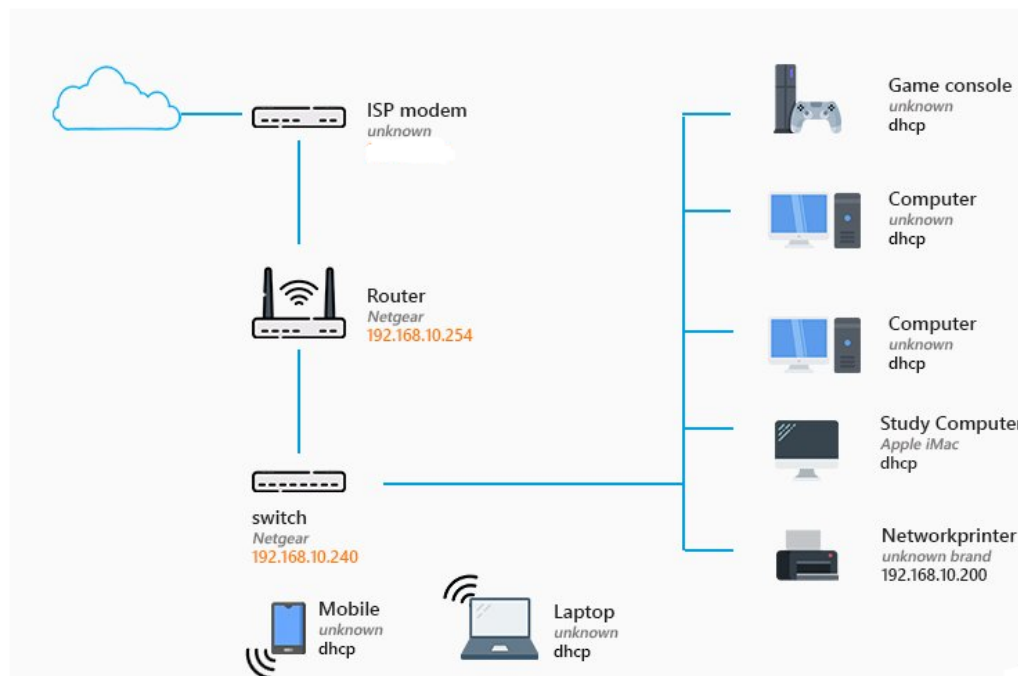 ISP modem
unknown
Router
Netgear
192.168.10.254
switch
Netgear
192.168.10.240
Mobile
unknown
dhcp
Laptop
unknown
dhcp
Game console
unknown
dhcp
Computer
unknown
dhcp
Computer
unknown
dhcp
Study Computer
Apple iMac
dhcp
Networkprinter
unknown brand
192.168.10.200